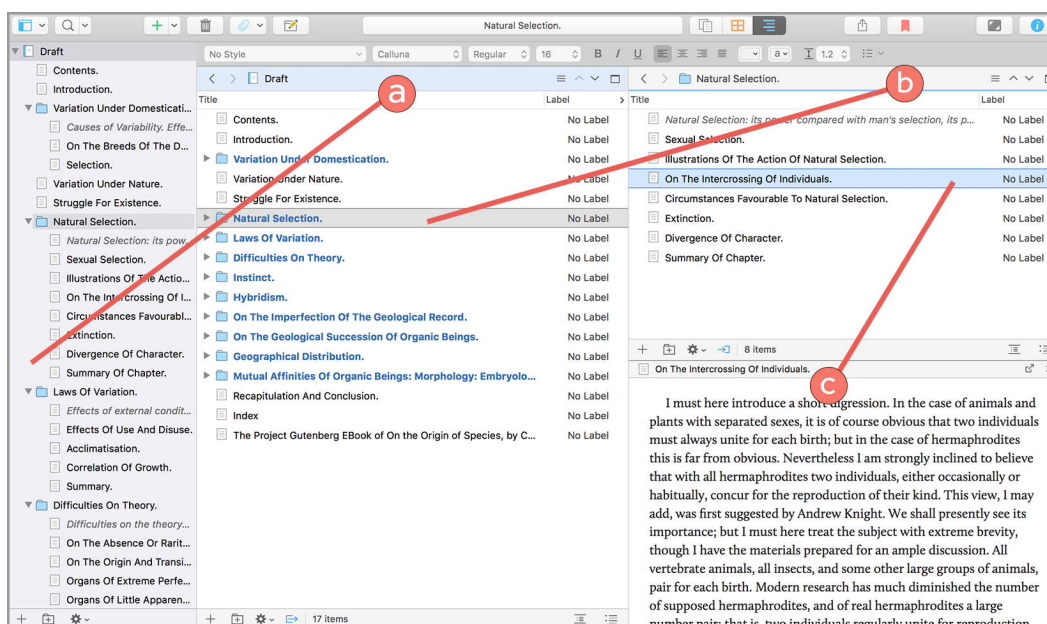 Natural Selection.
No Style
Calluna
Regular
16
B
I
U
a
1.2
Draft
Contents.
Introduction.
Variation Under Domesticati...
Causes of Variability. Effe...
On The Breeds Of The D...
Selection.
Variation Under Nature.
Struggle For Existence.
Natural Selection.
Natural Selection: its pow...
Sexual Selection.
Illustrations Of The Actio...
On The Intercrossing Of I...
Circumstances Favourabl...
Extinction.
Divergence Of Character.
Summary Of Chapter.
Laws Of Variation.
Effects of external condit...
Effects Of Use And Disuse.
Acclimatisation.
Correlation Of Growth.
Summary.
Difficulties On Theory.
Difficulties on the theory...
On The Absence Or Rarit...
On The Origin And Transi...
Organs Of Extreme Perfe...
Organs Of Little Apparen...
Draft
Title Label
Contents. No Label
Introduction. No Label
Variation Under Domestication. No Label
Variation Under Nature. No Label
Struggle For Existence. No Label
Natural Selection. No Label
Laws Of Variation. No Label
Difficulties On Theory. No Label
Instinct. No Label
Hybridism. No Label
On The Imperfection Of The Geological Record. No Label
On The Geological Succession Of Organic Beings. No Label
Geographical Distribution. No Label
Mutual Affinities Of Organic Beings: Morphology: Embryolo... No Label
Recapitulation And Conclusion. No Label
Index No Label
The Project Gutenberg EBook of On the Origin of Species, by C... No Label
17 items
a
b
c
Natural Selection.
Title Label
Natural Selection: its power compared with man's selection, its p... No Label
Sexual Selection. No Label
Illustrations Of The Action Of Natural Selection. No Label
On The Intercrossing Of Individuals. No Label
Circumstances Favourable To Natural Selection. No Label
Extinction. No Label
Divergence Of Character. No Label
Summary Of Chapter. No Label
8 items
On The Intercrossing Of Individuals.
I must here introduce a short digression. In the case of animals and
plants with separated sexes, it is of course obvious that two individuals
must always unite for each birth; but in the case of hermaphrodites
this is far from obvious. Nevertheless I am strongly inclined to believe
that with all hermaphrodites two individuals, either occasionally or
habitually, concur for the reproduction of their kind. This view, I may
add, was first suggested by Andrew Knight. We shall presently see its
importance; but I must here treat the subject with extreme brevity,
though I have the materials prepared for an ample discussion. All
vertebrate animals, all insects, and some other large groups of animals,
pair for each birth. Modern research has much diminished the number
of supposed hermaphrodites, and of real hermaphrodites a large
number pair; that is, two individuals regularly unite for reproduction